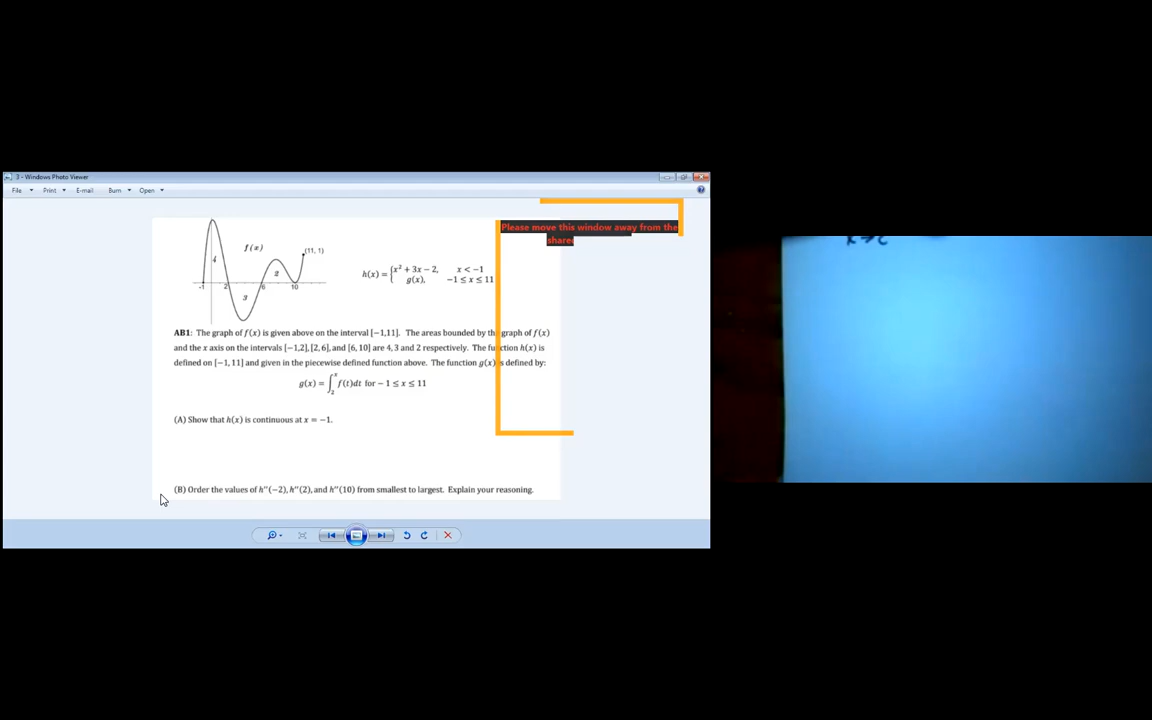 3 - Windows Photo Viewer
File Print E-mail Burn Open
Please move this window away from the
shared
f(x)
(11, 1)
4
3
2
-1 2 6 10
h(x) = { x² + 3x − 2, x < −1
g(x), −1 ≤ x ≤ 11
AB1: The graph of f(x) is given above on the interval [−1,11]. The areas bounded by the graph of f(x)
and the x axis on the intervals [−1,2], [2, 6], and [6, 10] are 4, 3 and 2 respectively. The function h(x) is
defined on [−1, 11] and given in the piecewise defined function above. The function g(x) is defined by:
g(x) = ∫₂ˣ f(t)dt for − 1 ≤ x ≤ 11
(A) Show that h(x) is continuous at x = −1.
(B) Order the values of h''(−2), h''(2), and h''(10) from smallest to largest. Explain your reasoning.